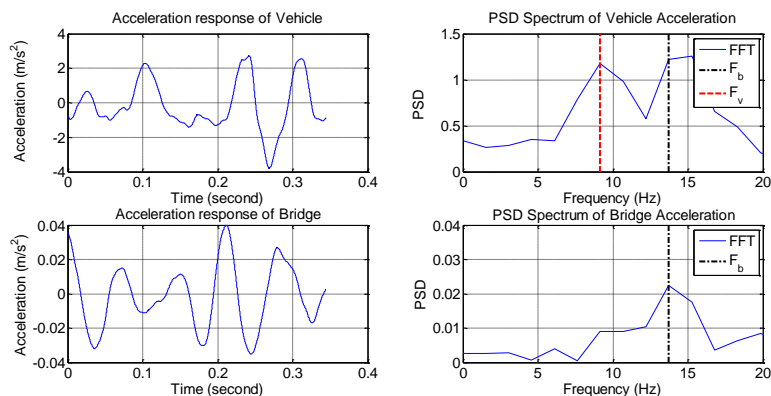 Acceleration response of Vehicle
Acceleration (m/s²)
4
2
0
-2
-4
0 0.1 0.2 0.3 0.4
Time (second)
PSD Spectrum of Vehicle Acceleration
PSD
1.5
1
0.5
0
0 5 10 15 20
Frequency (Hz)
FFT
F_b
F_v
Acceleration response of Bridge
Acceleration (m/s²)
0.04
0.02
0
-0.02
-0.04
0 0.1 0.2 0.3 0.4
Time (second)
PSD Spectrum of Bridge Acceleration
PSD
0.04
0.03
0.02
0.01
0
0 5 10 15 20
Frequency (Hz)
FFT
F_b